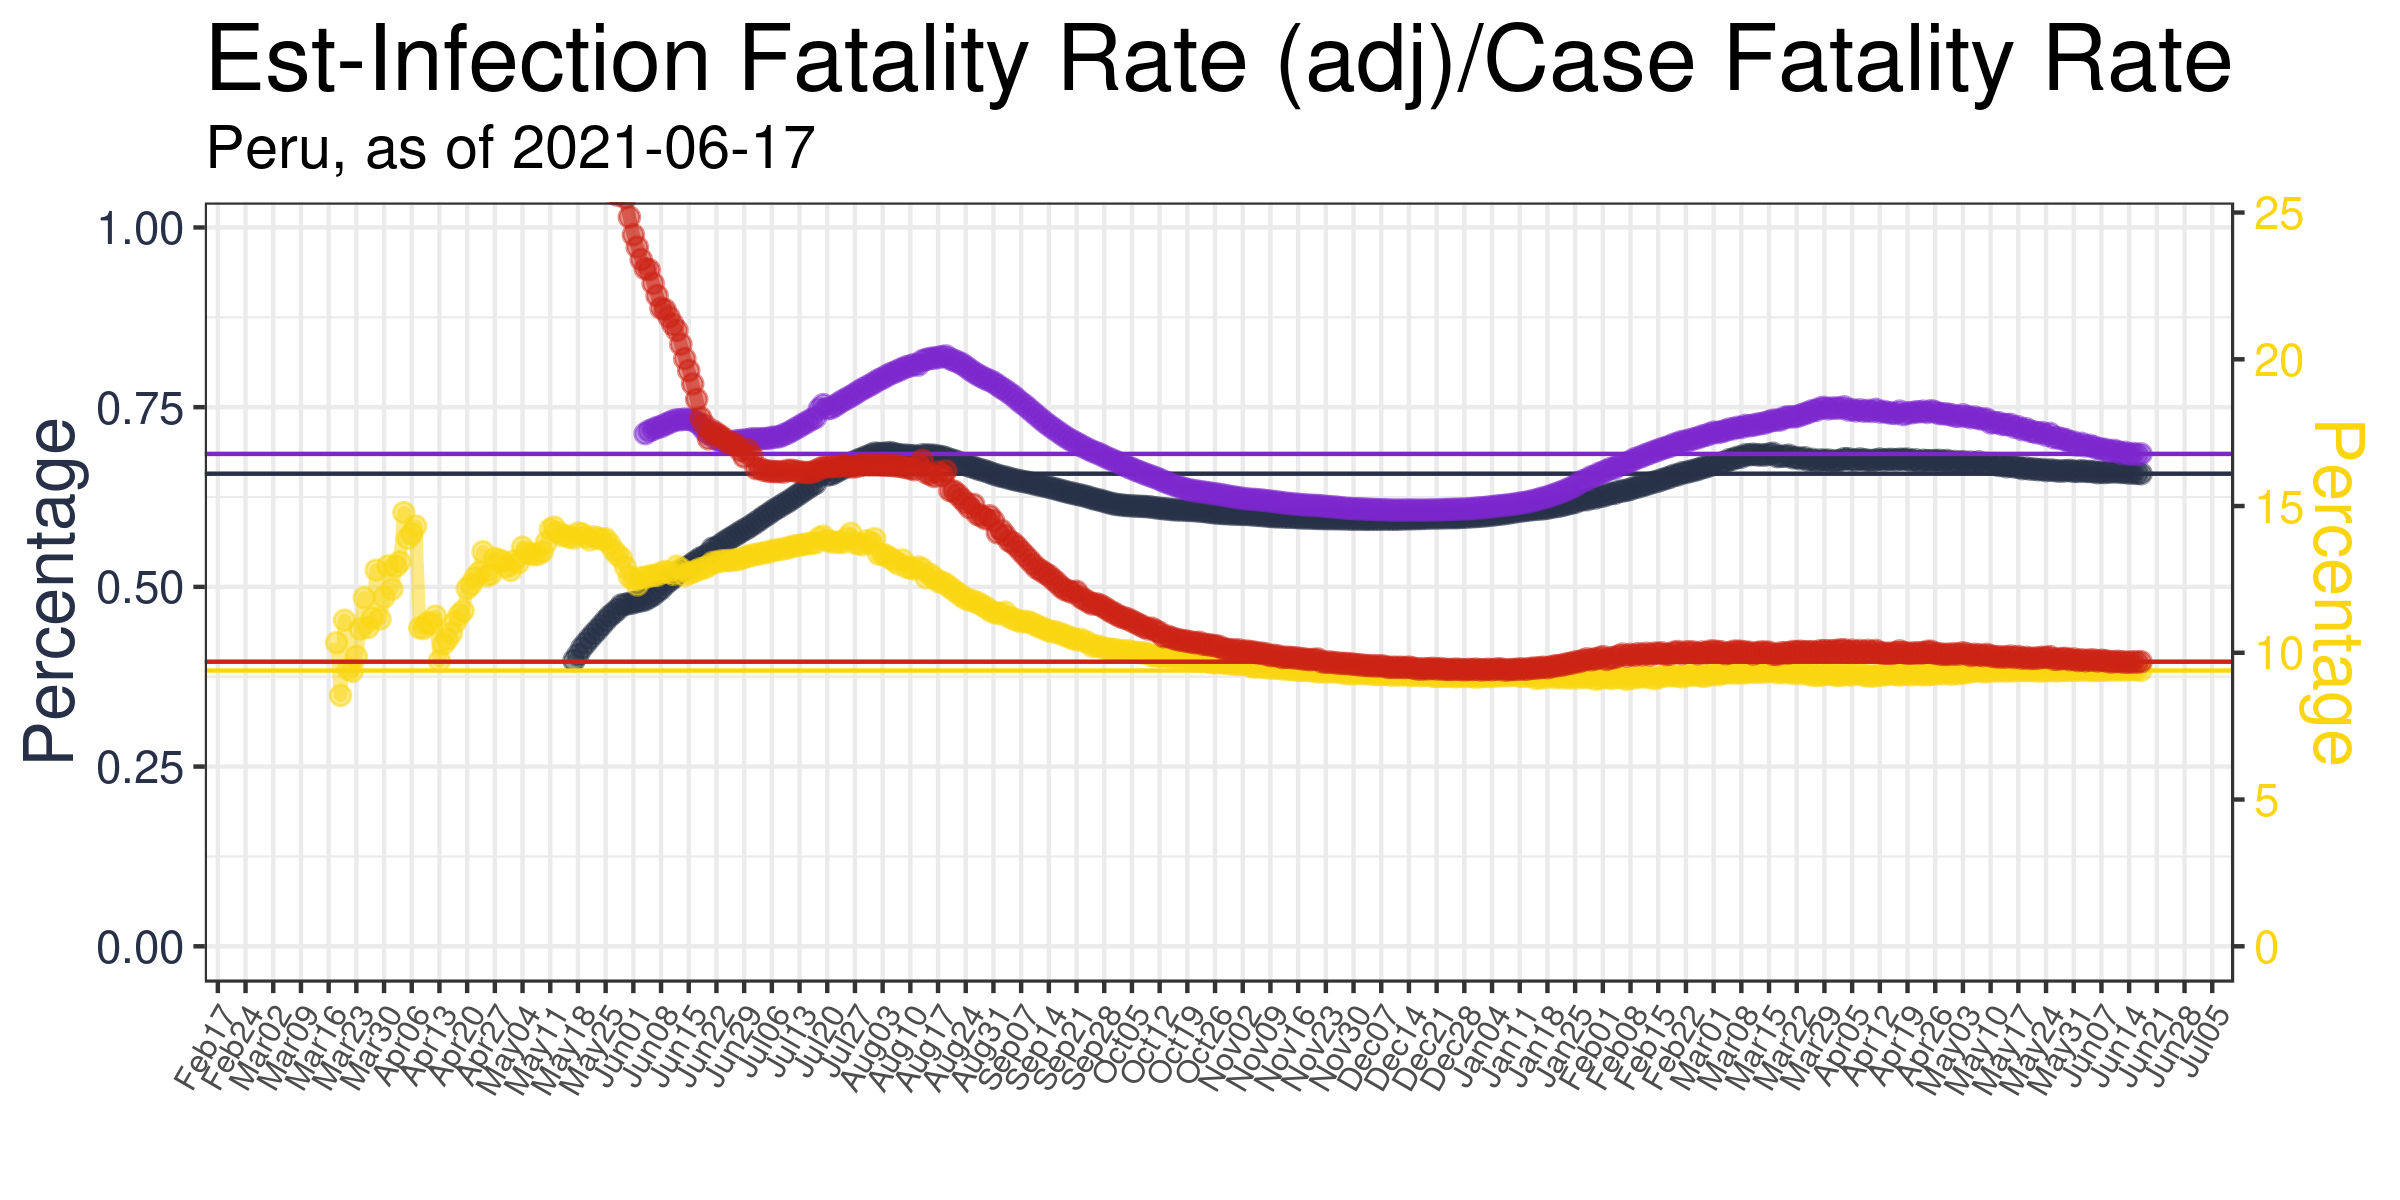 Est-Infection Fatality Rate (adj)/Case Fatality Rate
Peru, as of 2021-06-17
Percentage
1.00
0.75
0.50
0.25
0.00
25
20
15
10
5
0
Percentage
Feb17
Feb24
Mar02
Mar09
Mar16
Mar23
Mar30
Apr06
Apr13
Apr20
Apr27
May04
May11
May18
May25
Jun01
Jun08
Jun15
Jun22
Jun29
Jul06
Jul13
Jul20
Jul27
Aug03
Aug10
Aug17
Aug24
Aug31
Sep07
Sep14
Sep21
Sep28
Oct05
Oct12
Oct19
Oct26
Nov02
Nov09
Nov16
Nov23
Nov30
Dec07
Dec14
Dec21
Dec28
Jan04
Jan11
Jan18
Jan25
Feb01
Feb08
Feb15
Feb22
Mar01
Mar08
Mar15
Mar22
Mar29
Apr05
Apr12
Apr19
Apr26
May03
May10
May17
May24
May31
Jun07
Jun14
Jun21
Jun28
Jul05